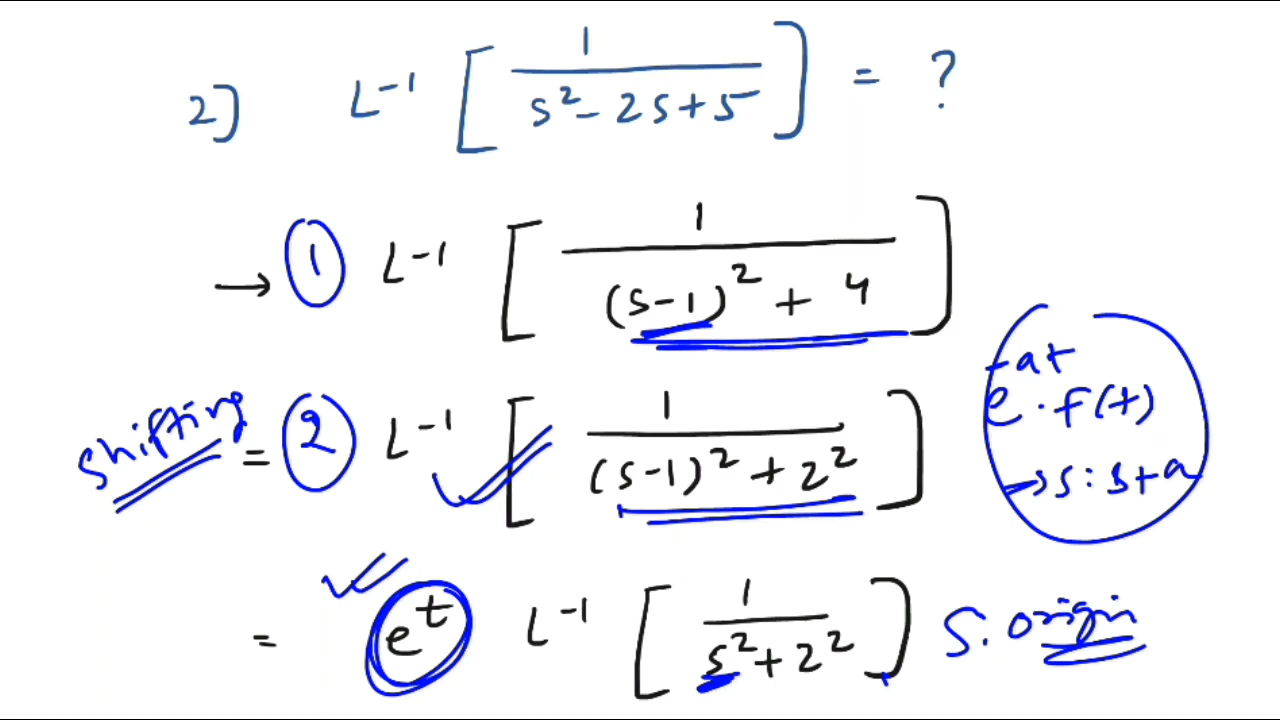 2] L⁻¹ [ 1 / (s² - 2s + 5) ] = ?
→ ① L⁻¹ [ 1 / ((s-1)² + 4) ]
shifting = ② L⁻¹ [ 1 / ((s-1)² + 2²) ]
e^{-at} · f(t)
→ s : s+a
= e^t L⁻¹ [ 1 / (s² + 2²) ] S. origin